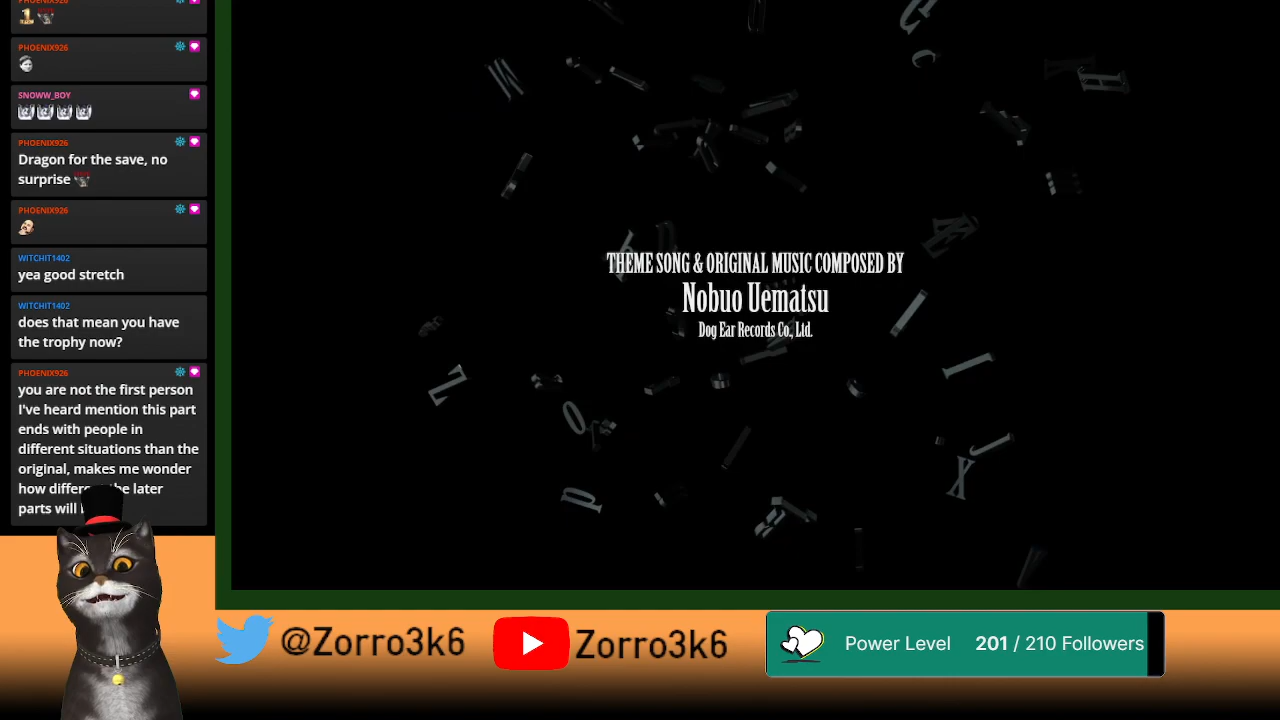 PHOENIX926
PHOENIX926
SNOWW_BOY
PHOENIX926
Dragon for the save, no
surprise
PHOENIX926
WITCHIT1402
yea good stretch
WITCHIT1402
does that mean you have
the trophy now?
PHOENIX926
you are not the first person
I've heard mention this part
ends with people in
different situations than the
original, makes me wonder
how the later
parts will
THEME SONG & ORIGINAL MUSIC COMPOSED BY
Nobuo Uematsu
Dog Ear Records Co., Ltd.
@Zorro3k6
Zorro3k6
Power Level 201 / 210 Followers